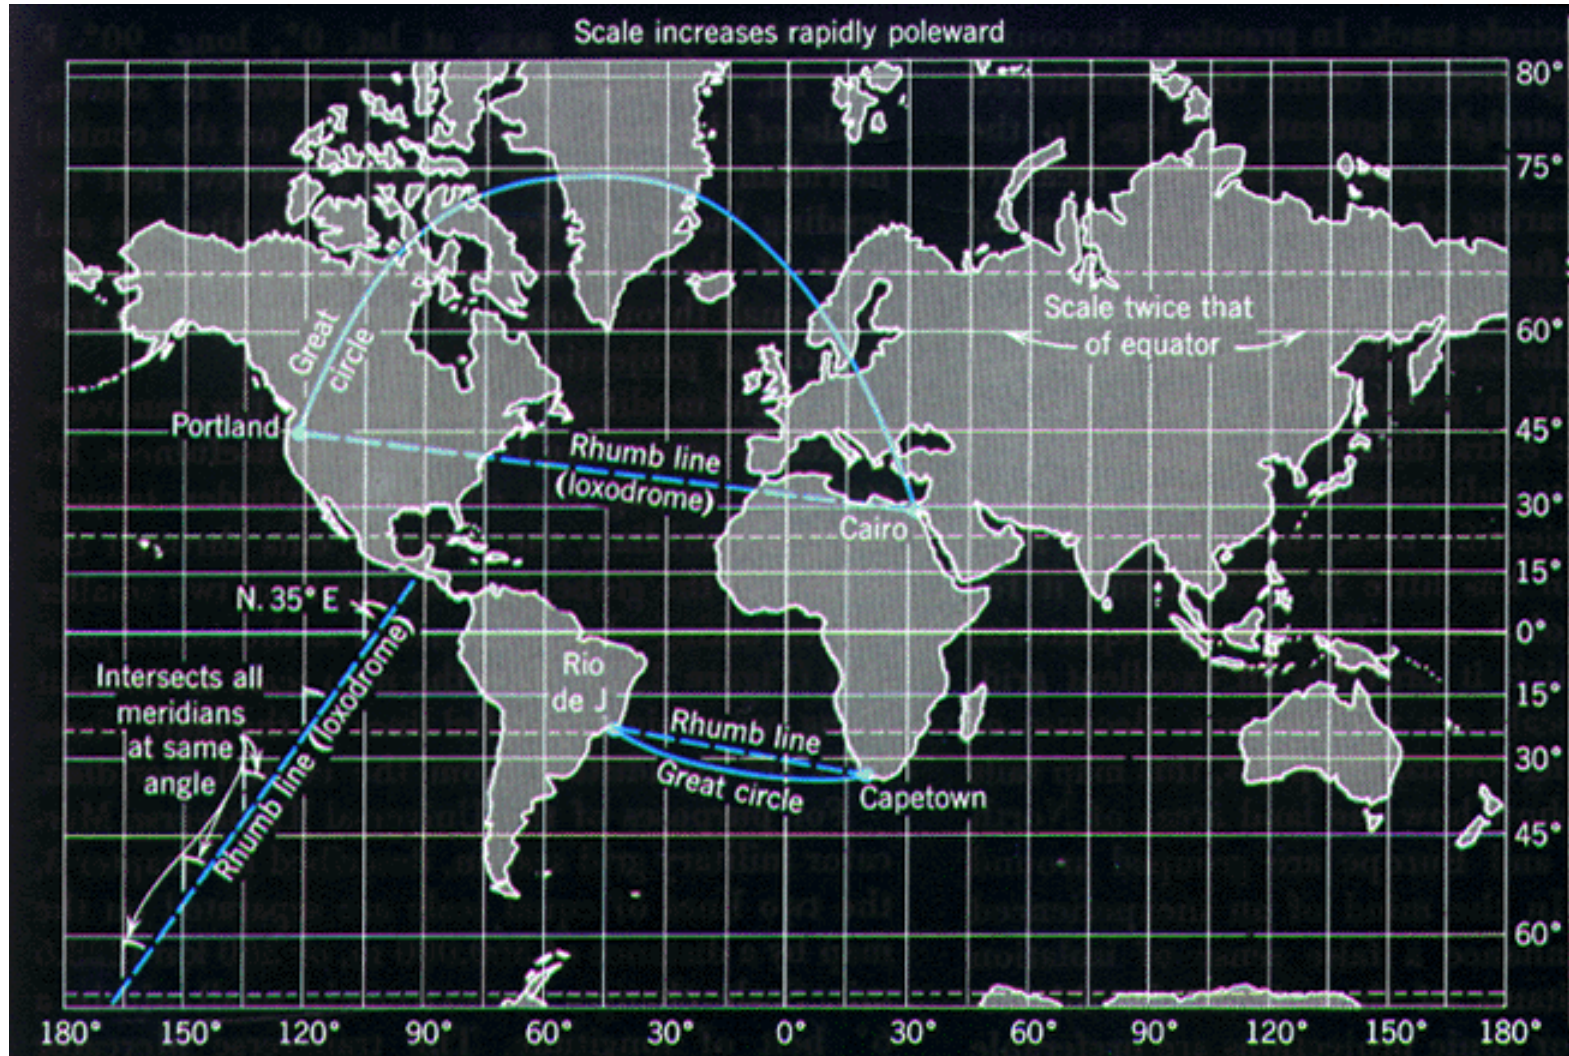 Scale increases rapidly poleward
80°
75°
Scale twice that
of equator
60°
Great
circle
Portland
45°
Rhumb line
(loxodrome)
30°
Cairo
15°
N. 35° E
0°
Rio
de J
Intersects all
meridians
at same
angle
Rhumb line (loxodrome)
15°
Rhumb line
Great circle
30°
Capetown
45°
60°
180° 150° 120° 90° 60° 30° 0° 30° 60° 90° 120° 150° 180°